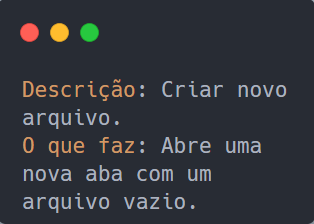 Descrição: Criar novo
arquivo.
O que faz: Abre uma
nova aba com um
arquivo vazio.